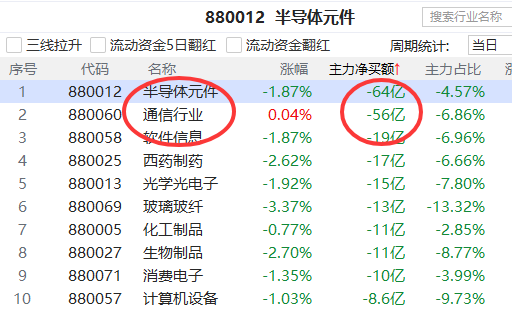 880012 半导体元件
搜索行业名称
三线拉升 流动资金5日翻红 流动资金翻红 周期统计: 当日
序号 代码 名称 涨幅 主力净买额↑ 主力占比
1 880012 半导体元件 -1.87% -64亿 -4.57%
2 880060 通信行业 0.04% -56亿 -6.86%
3 880058 软件信息 -1.87% -19亿 -6.96%
4 880025 西药制药 -2.62% -17亿 -6.66%
5 880013 光学光电子 -1.92% -15亿 -7.80%
6 880069 玻璃玻纤 -3.37% -13亿 -13.32%
7 880005 化工制品 -0.77% -11亿 -2.85%
8 880027 生物制品 -2.70% -11亿 -8.77%
9 880071 消费电子 -1.35% -10亿 -3.99%
10 880057 计算机设备 -1.03% -8.6亿 -9.73%